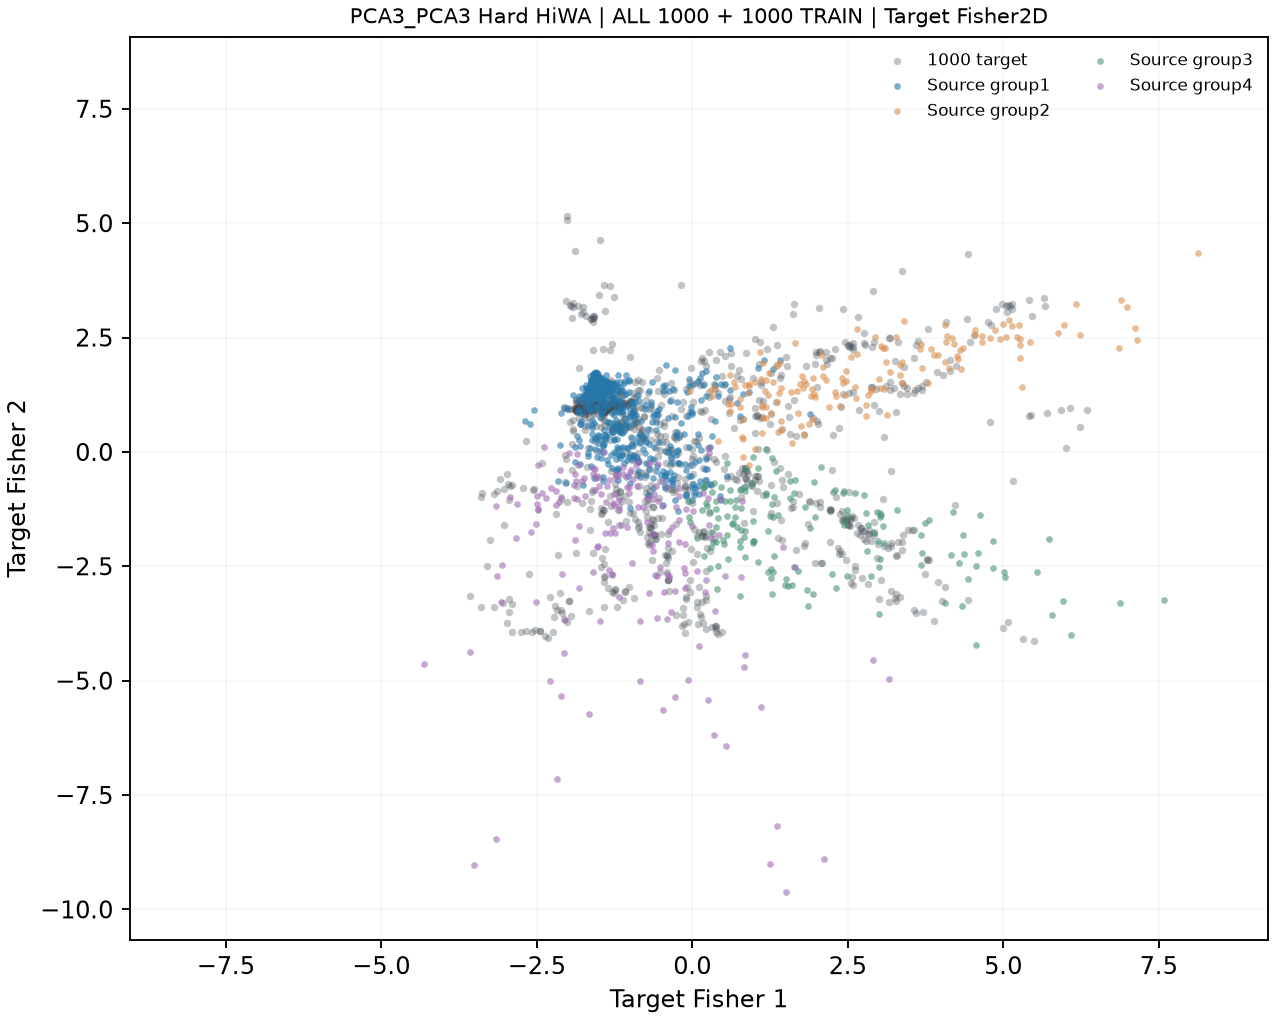 PCA3_PCA3 Hard HiWA | ALL 1000 + 1000 TRAIN | Target Fisher2D
1000 target
Source group1
Source group2
Source group3
Source group4
7.5
5.0
2.5
0.0
−2.5
−5.0
−7.5
−10.0
Target Fisher 2
−7.5
−5.0
−2.5
0.0
2.5
5.0
7.5
Target Fisher 1